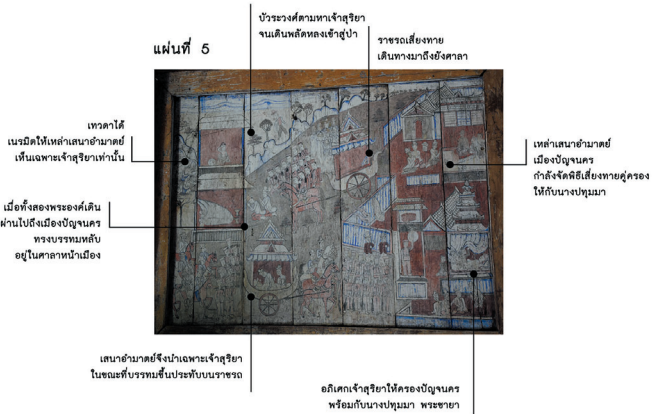 บัวระวงศ์ตามหาเจ้าสุริยา
จนเดินพลัดหลงเข้าสู่ป่า
ราชรถเสี่ยงทาย
เดินทางมาถึงยังศาลา
แผ่นที่ 5
เทวดาได้
เนรมิตให้เหล่าเสนาอำมาตย์
เห็นเฉพาะเจ้าสุริยาเท่านั้น
เหล่าเสนาอำมาตย์
เมืองปัญจนคร
กำลังจัดพิธีเสี่ยงทายคู่ครอง
ให้กับนางปทุมมา
เมื่อทั้งสองพระองค์เดิน
ผ่านไปถึงเมืองปัญจนคร
ทรงบรรทมหลับ
อยู่ในศาลาหน้าเมือง
เสนาอำมาตย์จึงนำเฉพาะเจ้าสุริยา
ในขณะที่บรรทมขึ้นประทับบนราชรถ
อภิเศกเจ้าสุริยาให้ครองปัญจนคร
พร้อมกับนางปทุมมา พระชายา